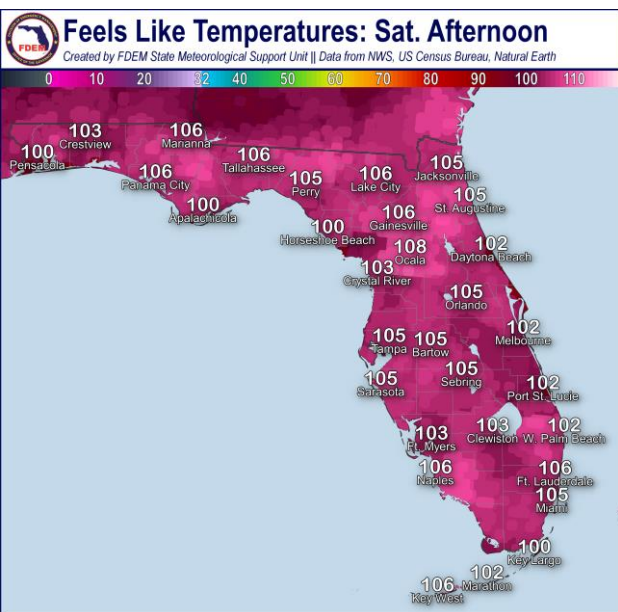 Feels Like Temperatures: Sat. Afternoon
FDEM
Created by FDEM State Meteorological Support Unit || Data from NWS, US Census Bureau, Natural Earth
0 10 20 32 40 50 60 70 80 90 100 110
103
Crestview
106
Marianna
100
Pensacola
106
Tallahassee
106
Panama City
105
Perry
106
Lake City
105
Jacksonville
100
Apalachicola
105
St. Augustine
106
Gainesville
100
Horseshoe Beach
108
Ocala
102
Daytona Beach
103
Crystal River
105
Orlando
102
Melbourne
105
Tampa
105
Bartow
105
Sarasota
105
Sebring
102
Port St. Lucie
103
Ft. Myers
103
Clewiston
102
W. Palm Beach
106
Naples
106
Ft. Lauderdale
105
Miami
100
Key Largo
102
Marathon
106
Key West